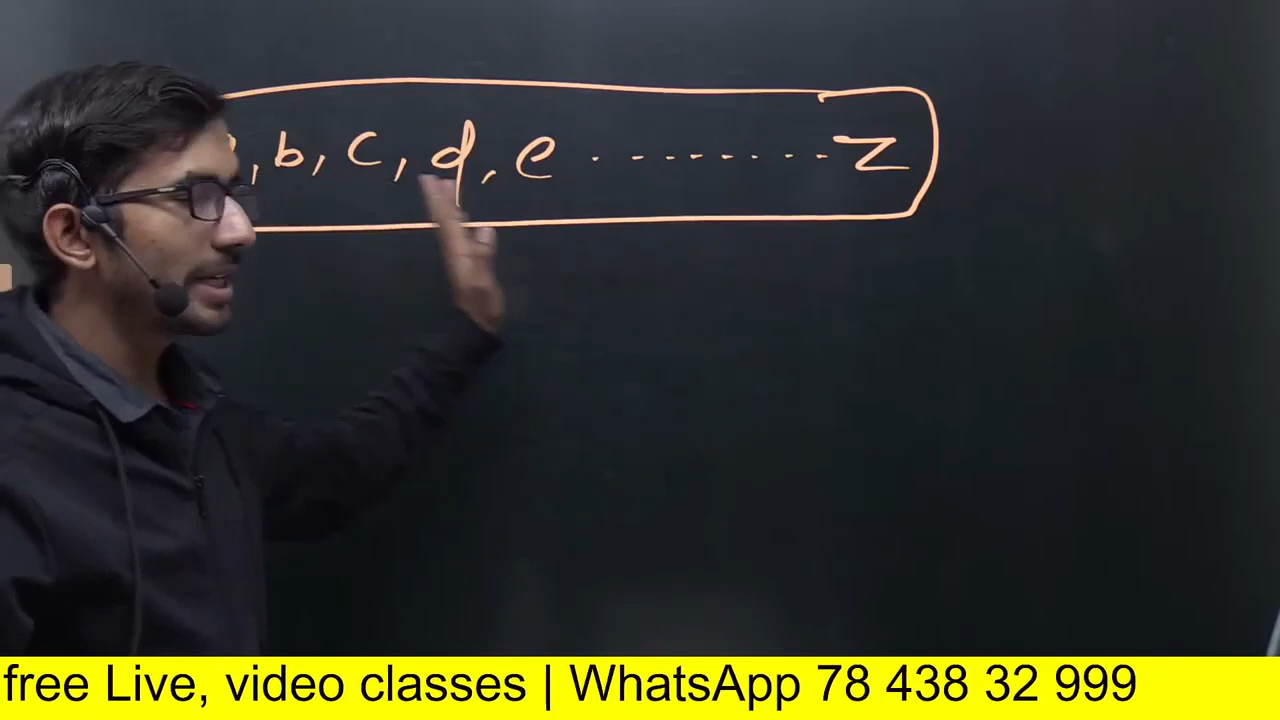 , b, c, d, e ......... z
free Live, video classes | WhatsApp 78 438 32 999